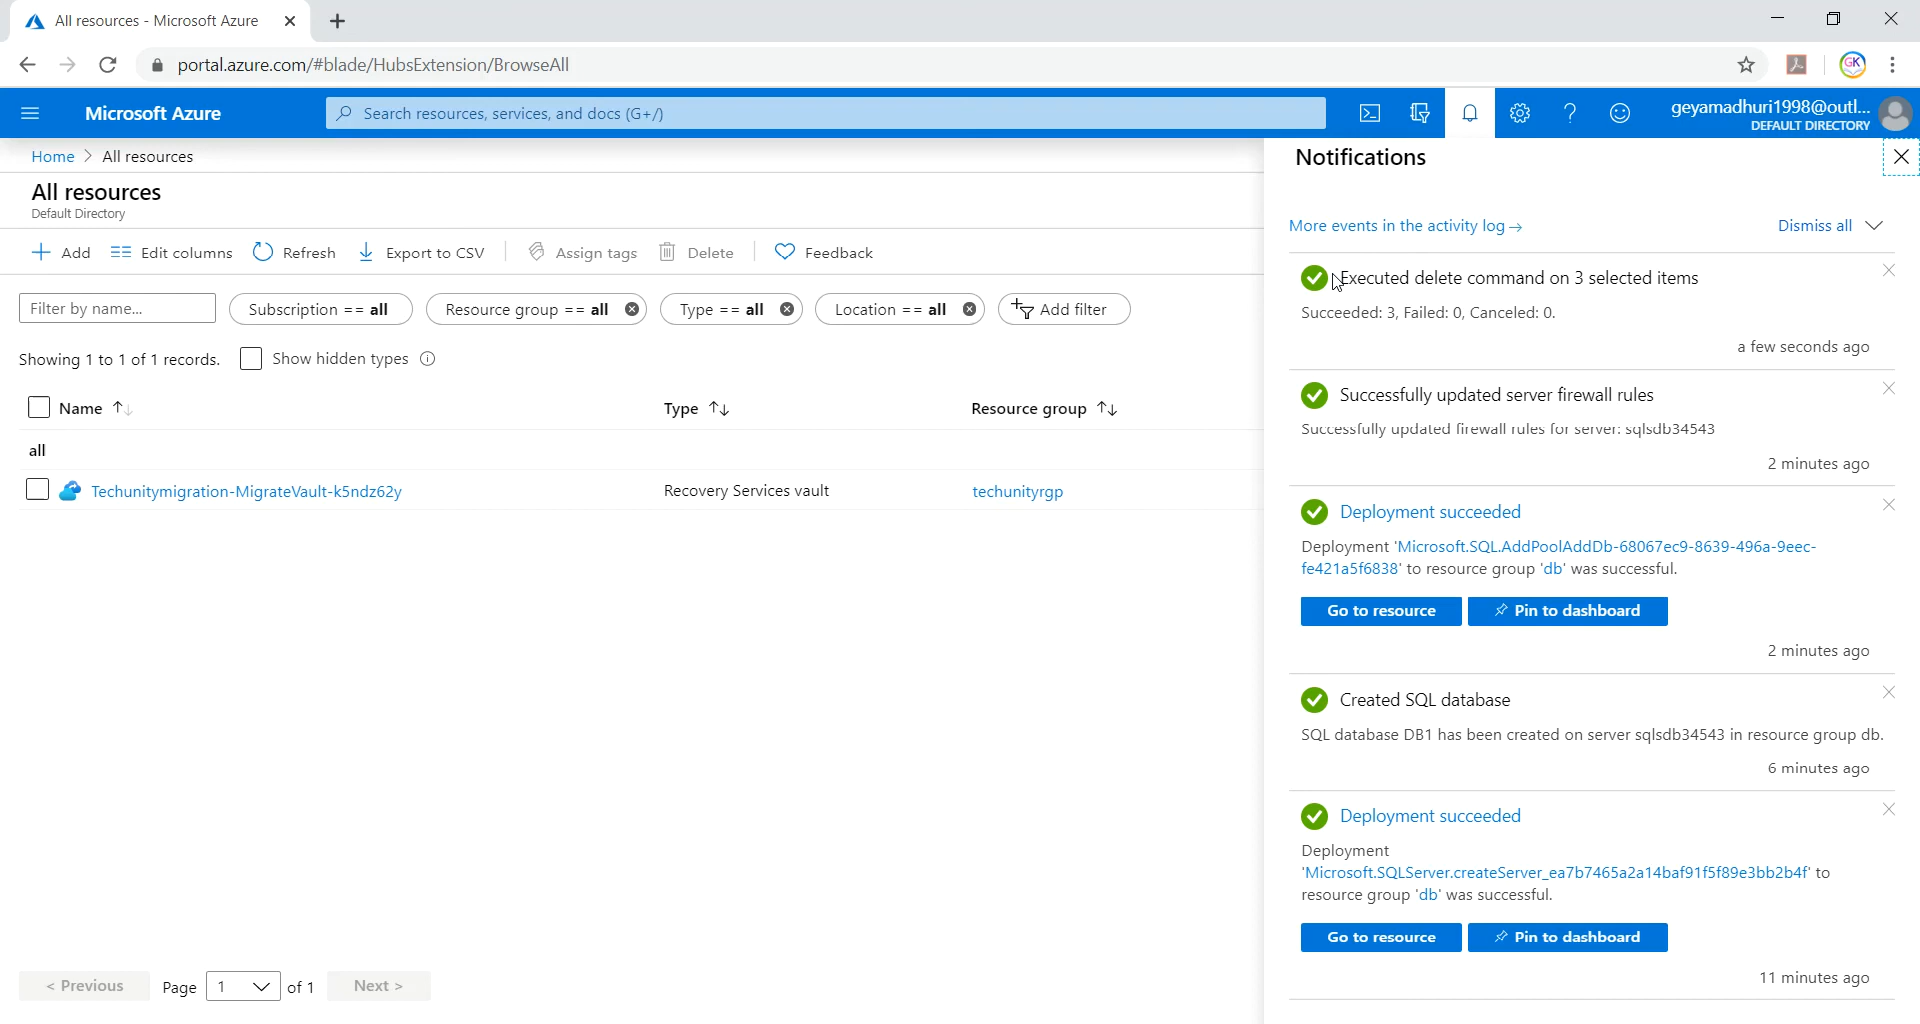 All resources - Microsoft Azure
portal.azure.com/#blade/HubsExtension/BrowseAll
GK
Microsoft Azure
Search resources, services, and docs (G+/)
geyamadhuri1998@outl...
DEFAULT DIRECTORY
Home > All resources
All resources
Default Directory
Add
Edit columns
Refresh
Export to CSV
Assign tags
Delete
Feedback
Filter by name...
Subscription == all
Resource group == all
Type == all
Location == all
Add filter
Showing 1 to 1 of 1 records.
Show hidden types
Name
Type
Resource group
all
Techunitymigration-MigrateVault-k5ndz62y
Recovery Services vault
techunityrgp
< Previous
Page 1 of 1
Next >
Notifications
More events in the activity log →
Dismiss all
Executed delete command on 3 selected items
Succeeded: 3, Failed: 0, Canceled: 0.
a few seconds ago
Successfully updated server firewall rules
Successfully updated firewall rules for server: sqlsdb34543
2 minutes ago
Deployment succeeded
Deployment 'Microsoft.SQL.AddPoolAddDb-68067ec9-8639-496a-9eec-
fe421a5f6838' to resource group 'db' was successful.
Go to resource
Pin to dashboard
2 minutes ago
Created SQL database
SQL database DB1 has been created on server sqlsdb34543 in resource group db.
6 minutes ago
Deployment succeeded
Deployment
'Microsoft.SQLServer.createServer_ea7b7465a2a14baf91f5f89e3bb2b4f' to
resource group 'db' was successful.
Go to resource
Pin to dashboard
11 minutes ago